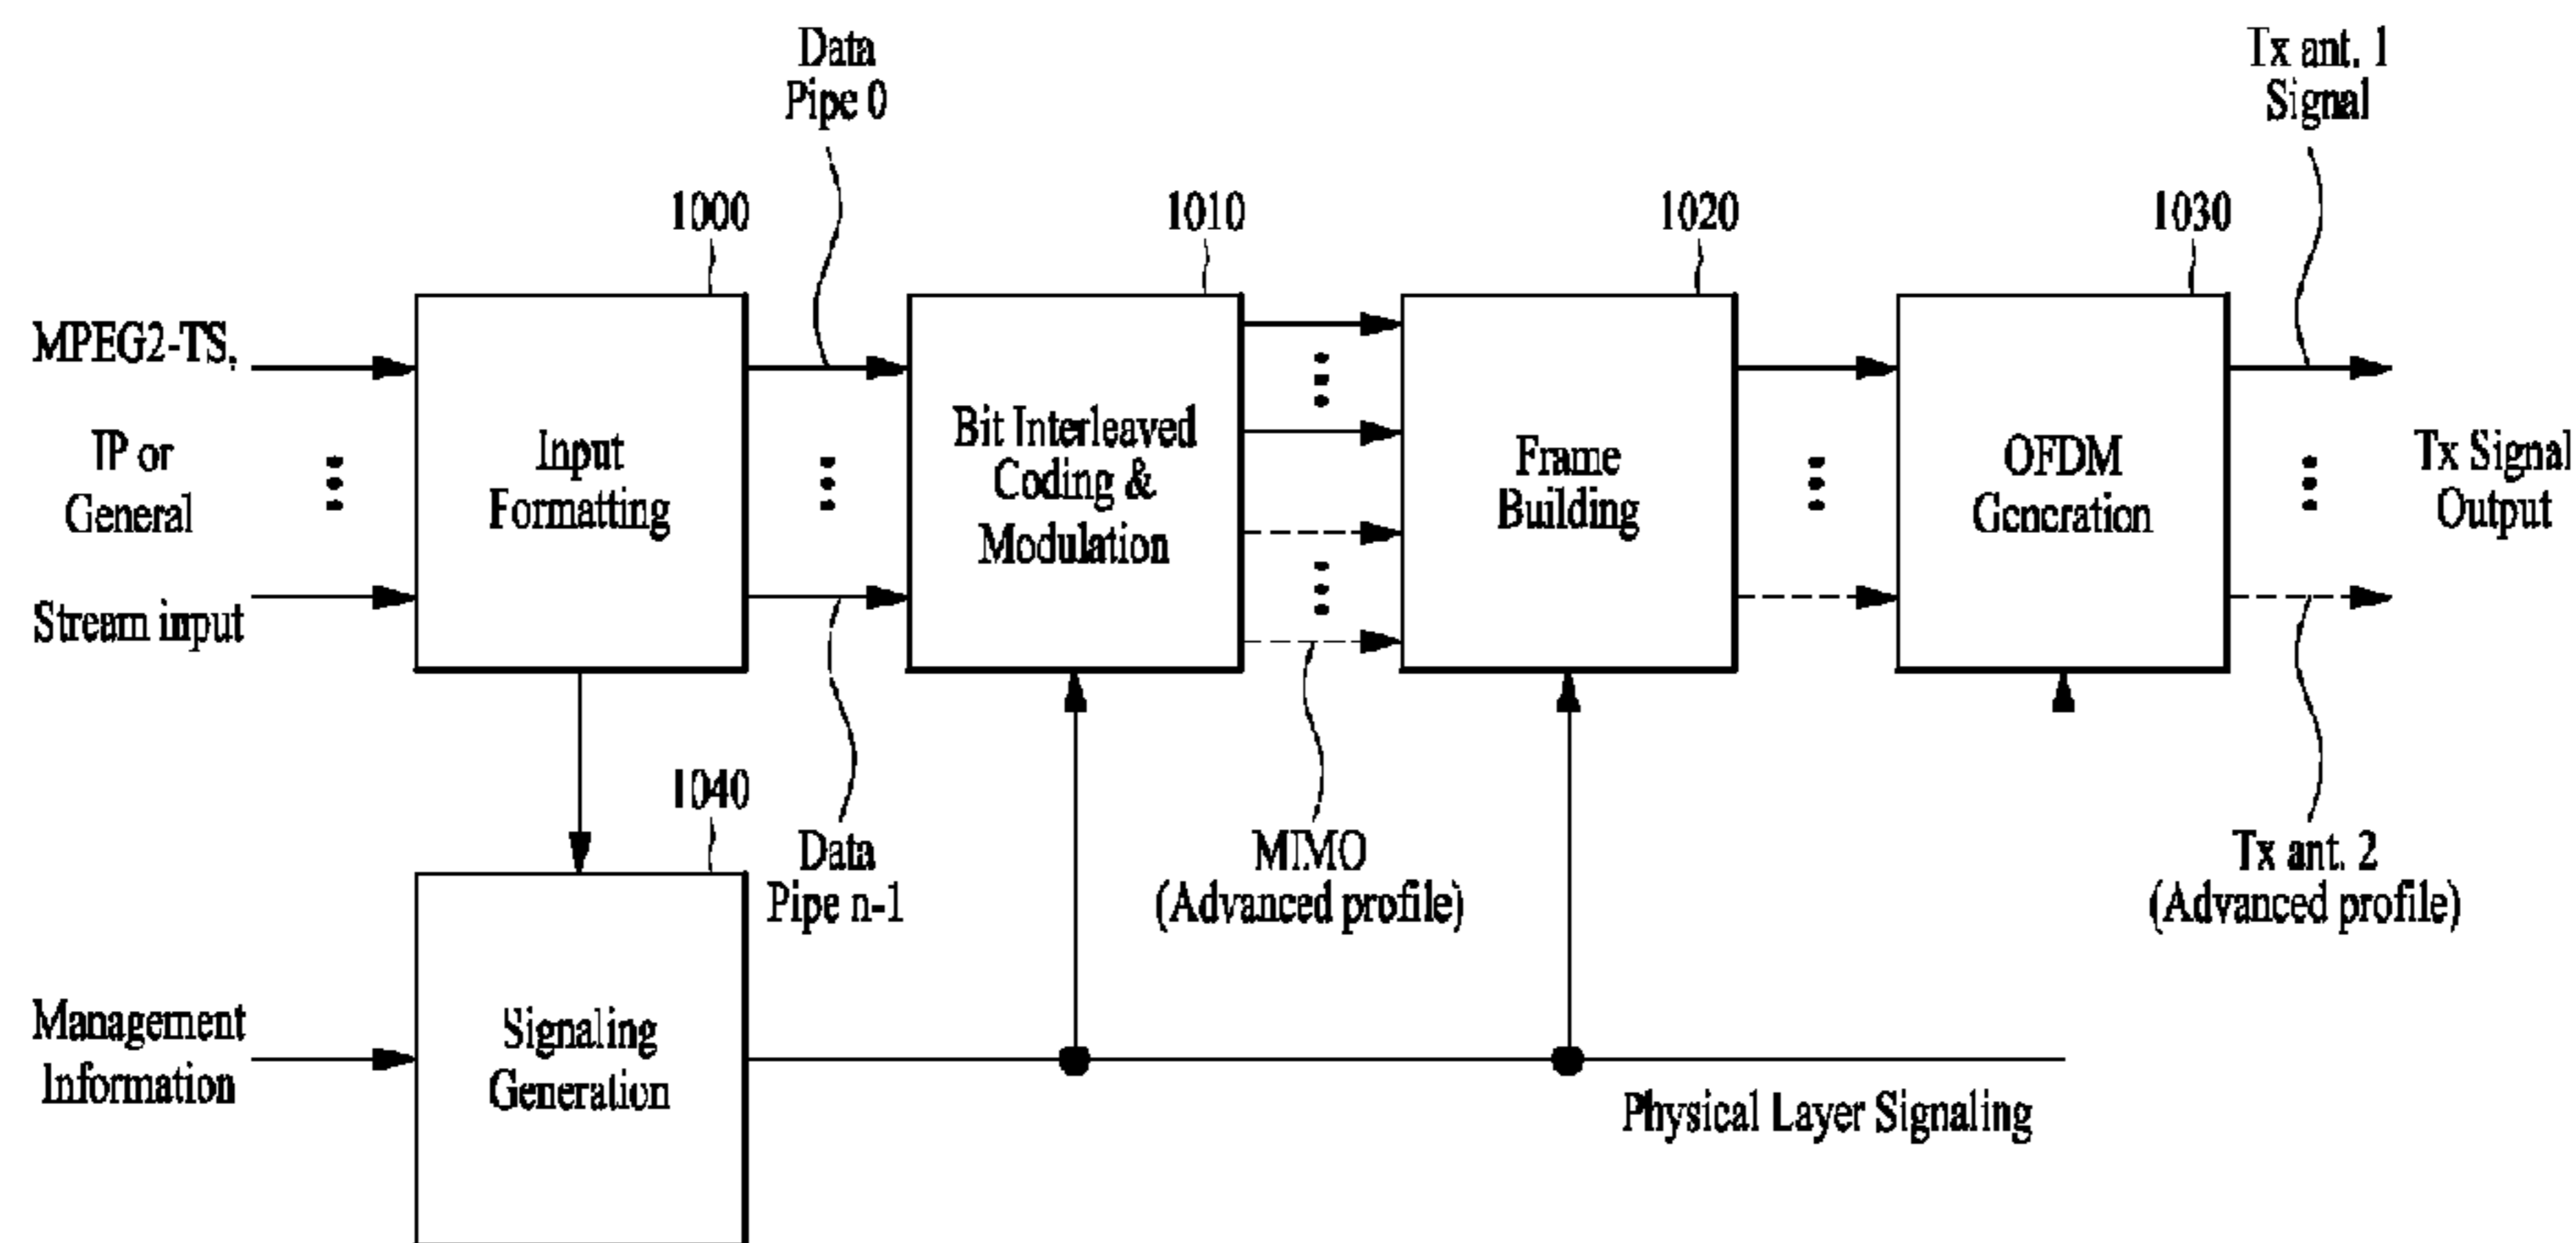 Data
Pipe 0
Tx ant. 1
Signal
1000
1010
1020
1030
MPEG2-TS,
IP or
General
Stream input
Input
Formatting
Bit Interleaved
Coding &
Modulation
Frame
Building
OFDM
Generation
Tx Signal
Output
1040
Data
Pipe n-1
MIMO
(Advanced profile)
Tx ant. 2
(Advanced profile)
Management
Information
Signaling
Generation
Physical Layer Signaling